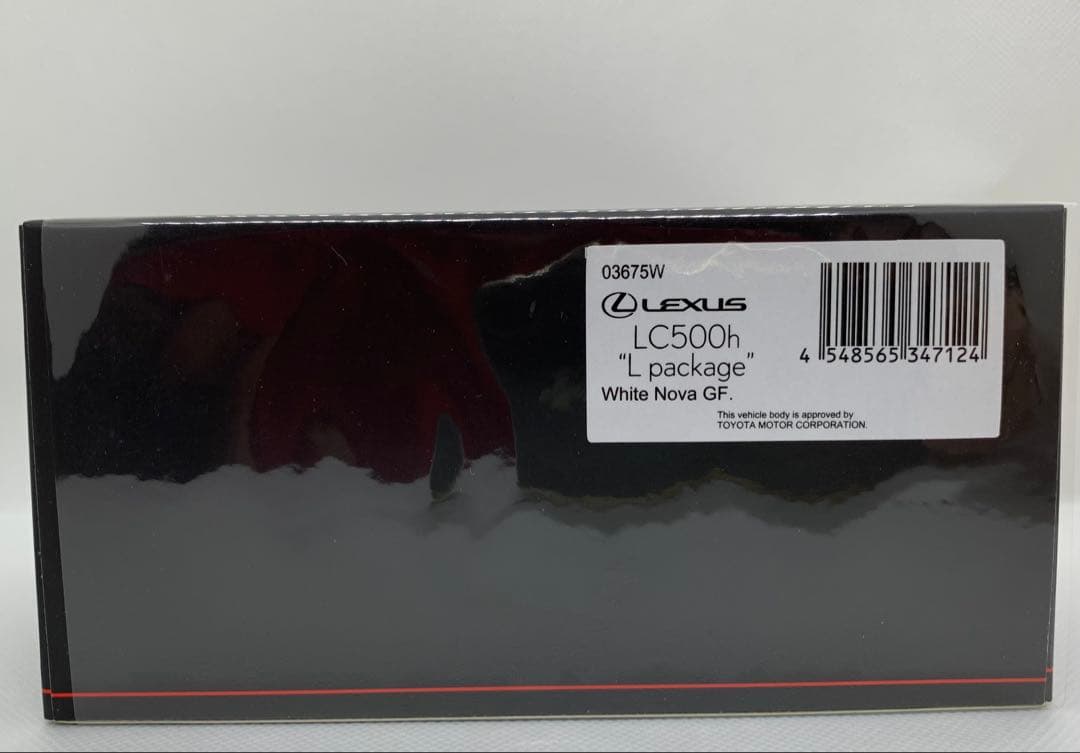 03675W
LEXUS
LC500h
“L package”
White Nova GF.
4 548565 347124
This vehicle body is approved by
TOYOTA MOTOR CORPORATION.